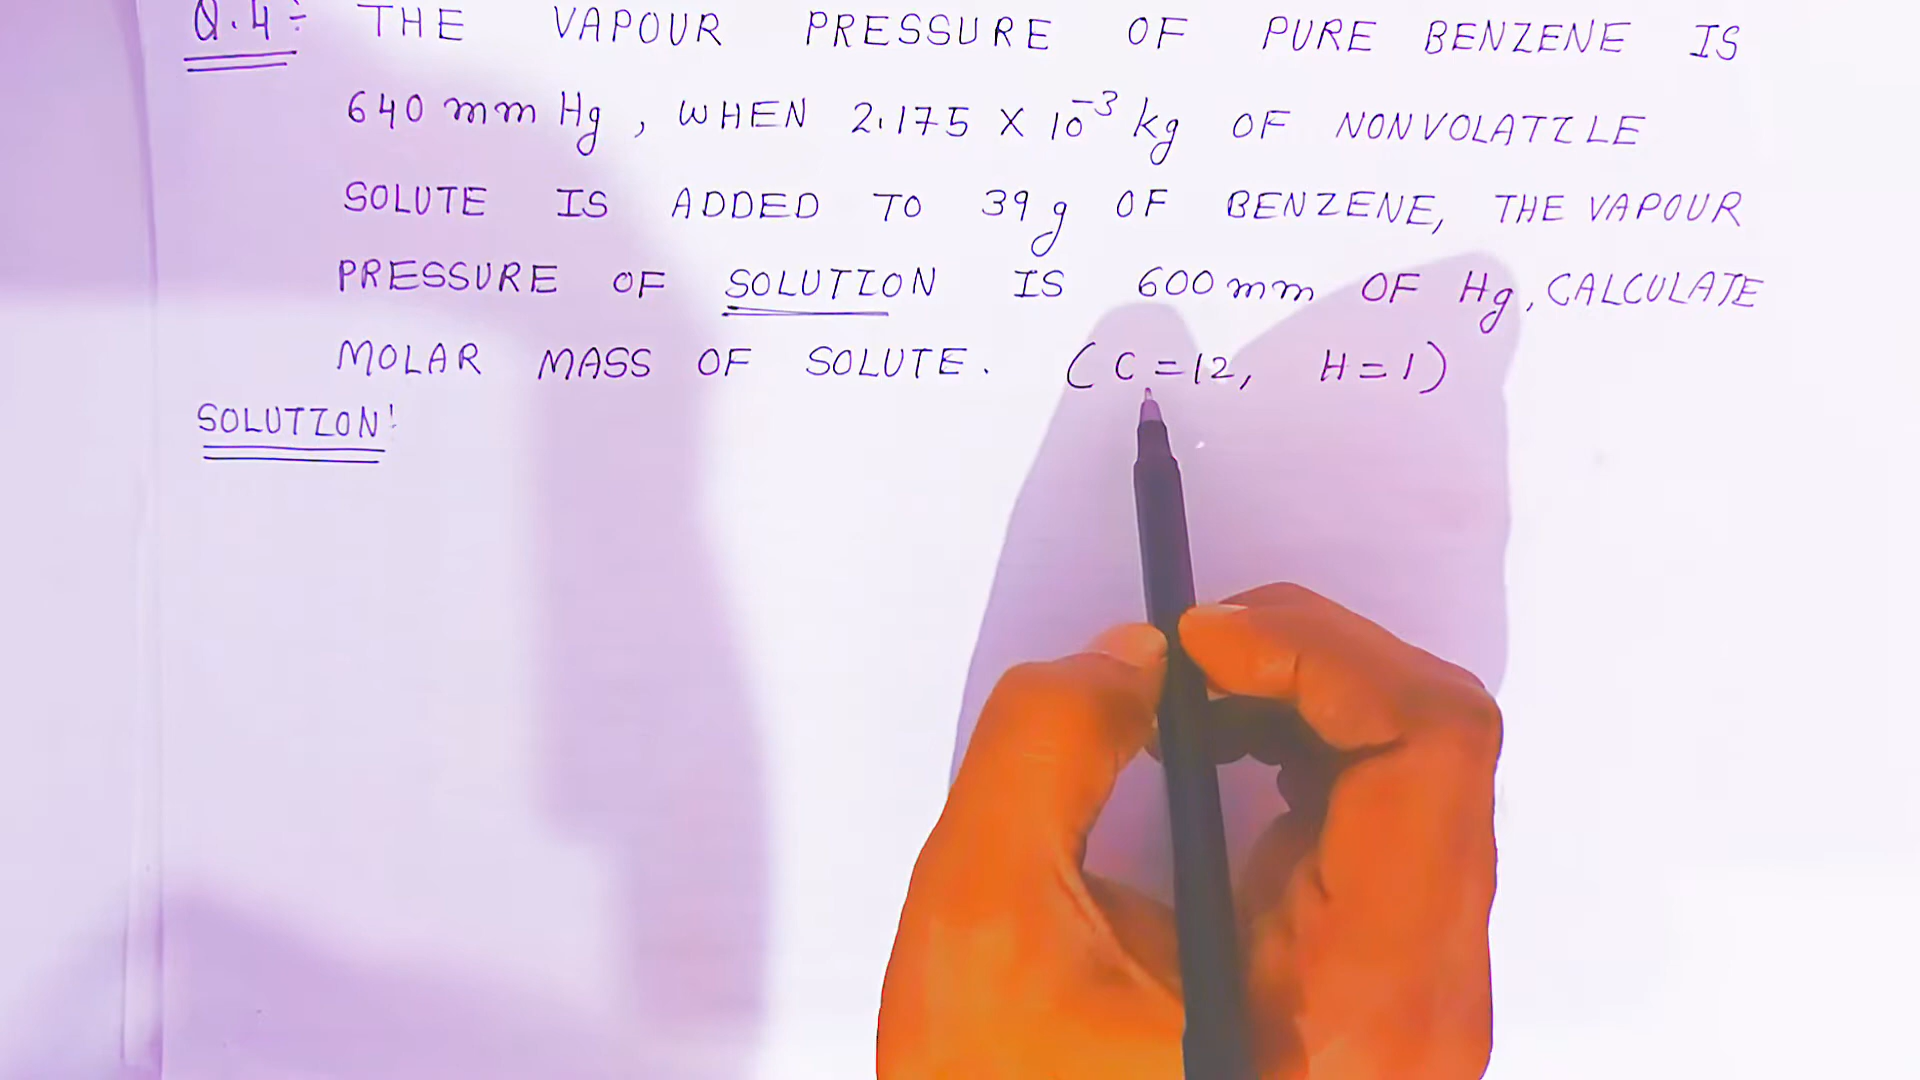 Q.4÷ THE VAPOUR PRESSURE OF PURE BENZENE IS
640 mm Hg, WHEN 2.175 X 10⁻³ kg OF NONVOLATILE
SOLUTE IS ADDED TO 39 g OF BENZENE, THE VAPOUR
PRESSURE OF SOLUTION IS 600 mm OF Hg, CALCULATE
MOLAR MASS OF SOLUTE. (C=12, H=1)
SOLUTION: